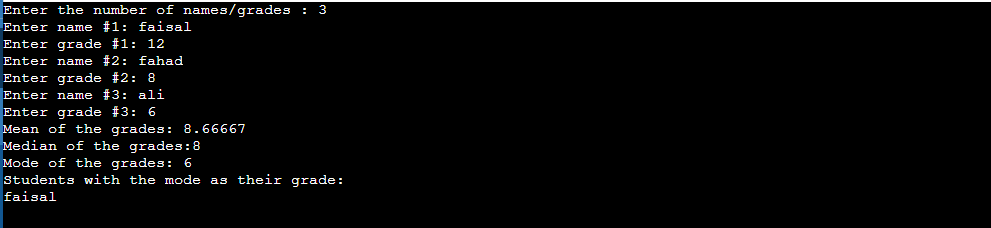 Enter the number of names/grades : 3
Enter name #1: faisal
Enter grade #1: 12
Enter name #2: fahad
Enter grade #2: 8
Enter name #3: ali
Enter grade #3: 6
Mean of the grades: 8.66667
Median of the grades:8
Mode of the grades: 6
Students with the mode as their grade:
faisal